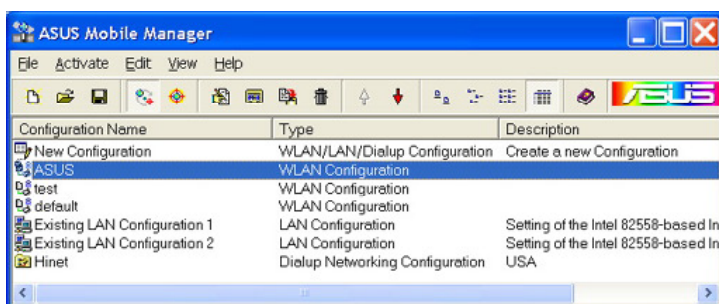 ASUS Mobile Manager
File Activate Edit View Help
ASUS
Configuration Name Type Description
New Configuration WLAN/LAN/Dialup Configuration Create a new Configuration
ASUS WLAN Configuration
test WLAN Configuration
default WLAN Configuration
Existing LAN Configuration 1 LAN Configuration Setting of the Intel 82558-based In
Existing LAN Configuration 2 LAN Configuration Setting of the Intel 82558-based In
Hinet Dialup Networking Configuration USA